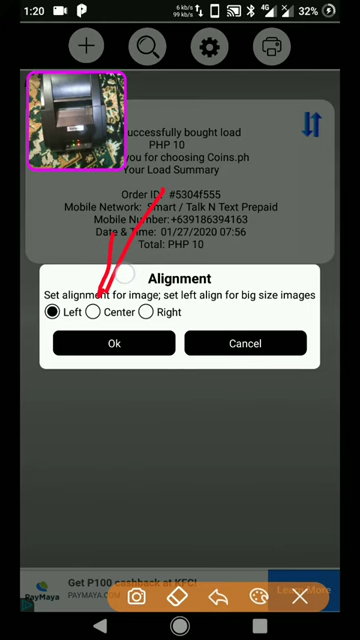 1:20
6 kb/s
99 kb/s
4G
32%
uccessfully bought load
PHP 10
you for choosing Coins.ph
Your Load Summary
Order ID: #5304f555
Mobile Network: Smart / Talk N Text Prepaid
Mobile Number:+639186394163
Date & Time: 01/27/2020 07:56
Total: PHP 10
Alignment
Set alignment for image; set left align for big size images
Left Center Right
Ok Cancel
Get P100 cashback at KFC!
PayMaya PAYMAYA.COM
Learn More